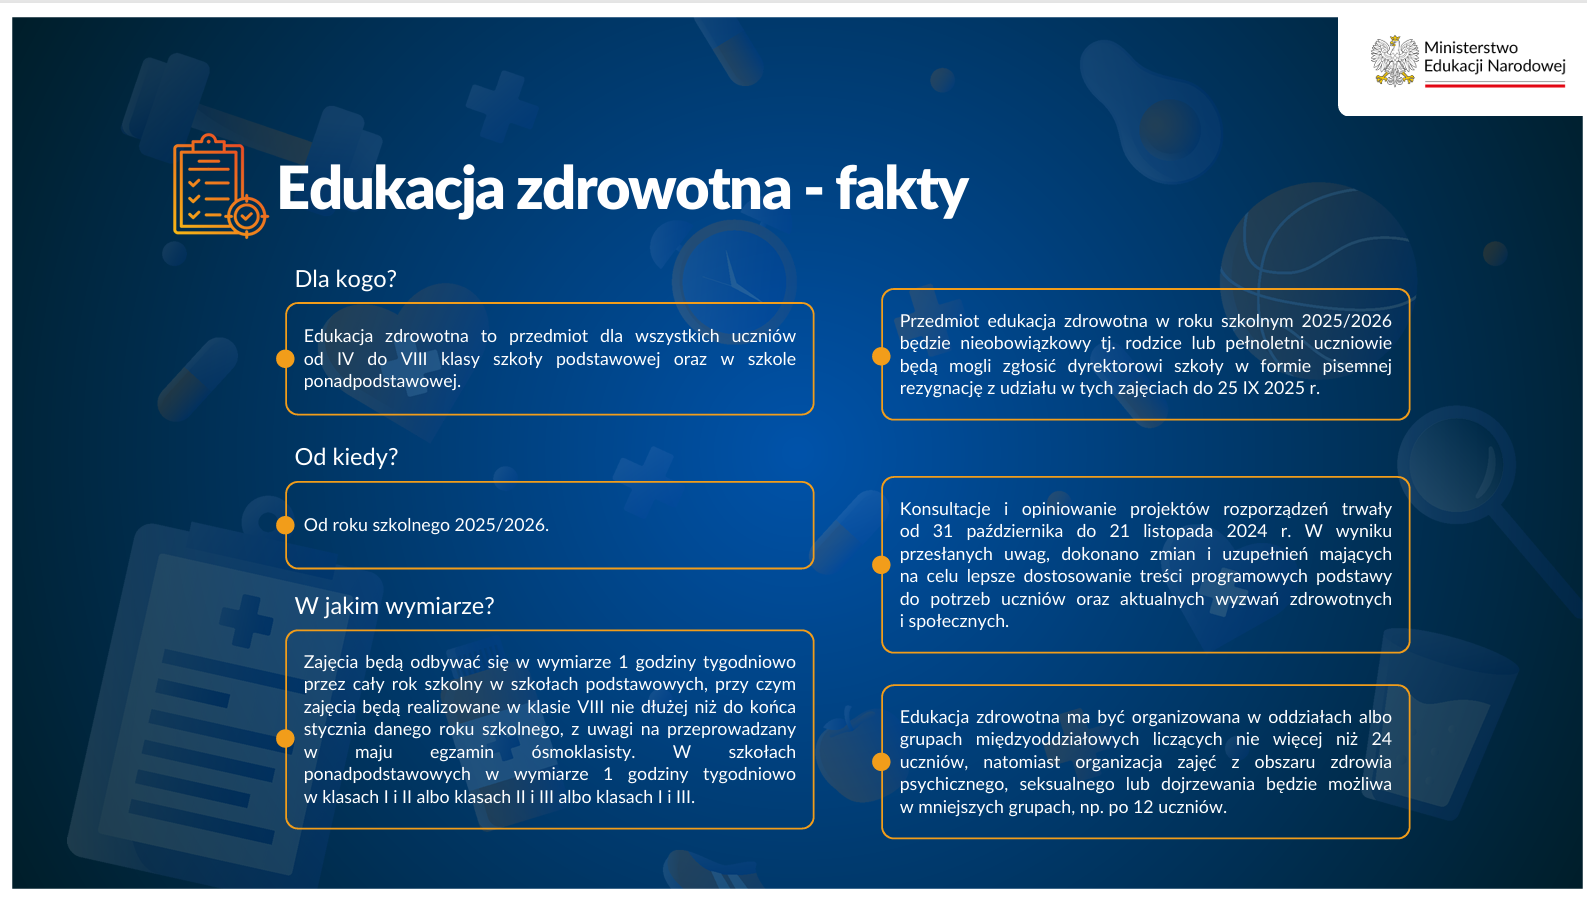 Ministerstwo
Edukacji Narodowej
Edukacja zdrowotna - fakty
Dla kogo?
Edukacja zdrowotna to przedmiot dla wszystkich uczniów
od IV do VIII klasy szkoły podstawowej oraz w szkole
ponadpodstawowej.
Od kiedy?
Od roku szkolnego 2025/2026.
W jakim wymiarze?
Zajęcia będą odbywać się w wymiarze 1 godziny tygodniowo
przez cały rok szkolny w szkołach podstawowych, przy czym
zajęcia będą realizowane w klasie VIII nie dłużej niż do końca
stycznia danego roku szkolnego, z uwagi na przeprowadzany
w maju egzamin ósmoklasisty. W szkołach
ponadpodstawowych w wymiarze 1 godziny tygodniowo
w klasach I i II albo klasach II i III albo klasach I i III.
Przedmiot edukacja zdrowotna w roku szkolnym 2025/2026
będzie nieobowiązkowy tj. rodzice lub pełnoletni uczniowie
będą mogli zgłosić dyrektorowi szkoły w formie pisemnej
rezygnację z udziału w tych zajęciach do 25 IX 2025 r.
Konsultacje i opiniowanie projektów rozporządzeń trwały
od 31 października do 21 listopada 2024 r. W wyniku
przesłanych uwag, dokonano zmian i uzupełnień mających
na celu lepsze dostosowanie treści programowych podstawy
do potrzeb uczniów oraz aktualnych wyzwań zdrowotnych
i społecznych.
Edukacja zdrowotna ma być organizowana w oddziałach albo
grupach międzyoddziałowych liczących nie więcej niż 24
uczniów, natomiast organizacja zajęć z obszaru zdrowia
psychicznego, seksualnego lub dojrzewania będzie możliwa
w mniejszych grupach, np. po 12 uczniów.